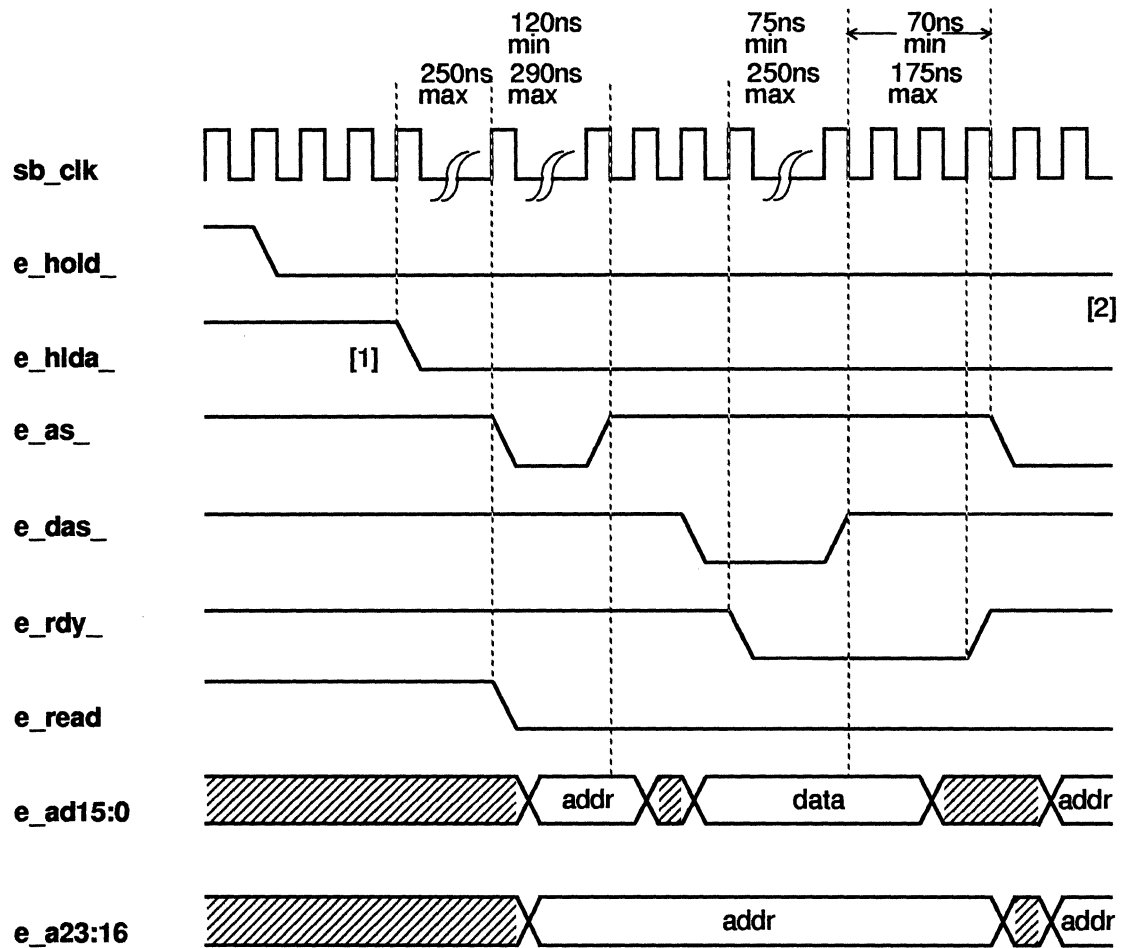 120ns
min
75ns
min
70ns
min
250ns
max
290ns
max
250ns
max
175ns
max
sb_clk
e_hold_
[2]
e_hlda_
[1]
e_as_
e_das_
e_rdy_
e_read
e_ad15:0
addr
data
addr
e_a23:16
addr
addr